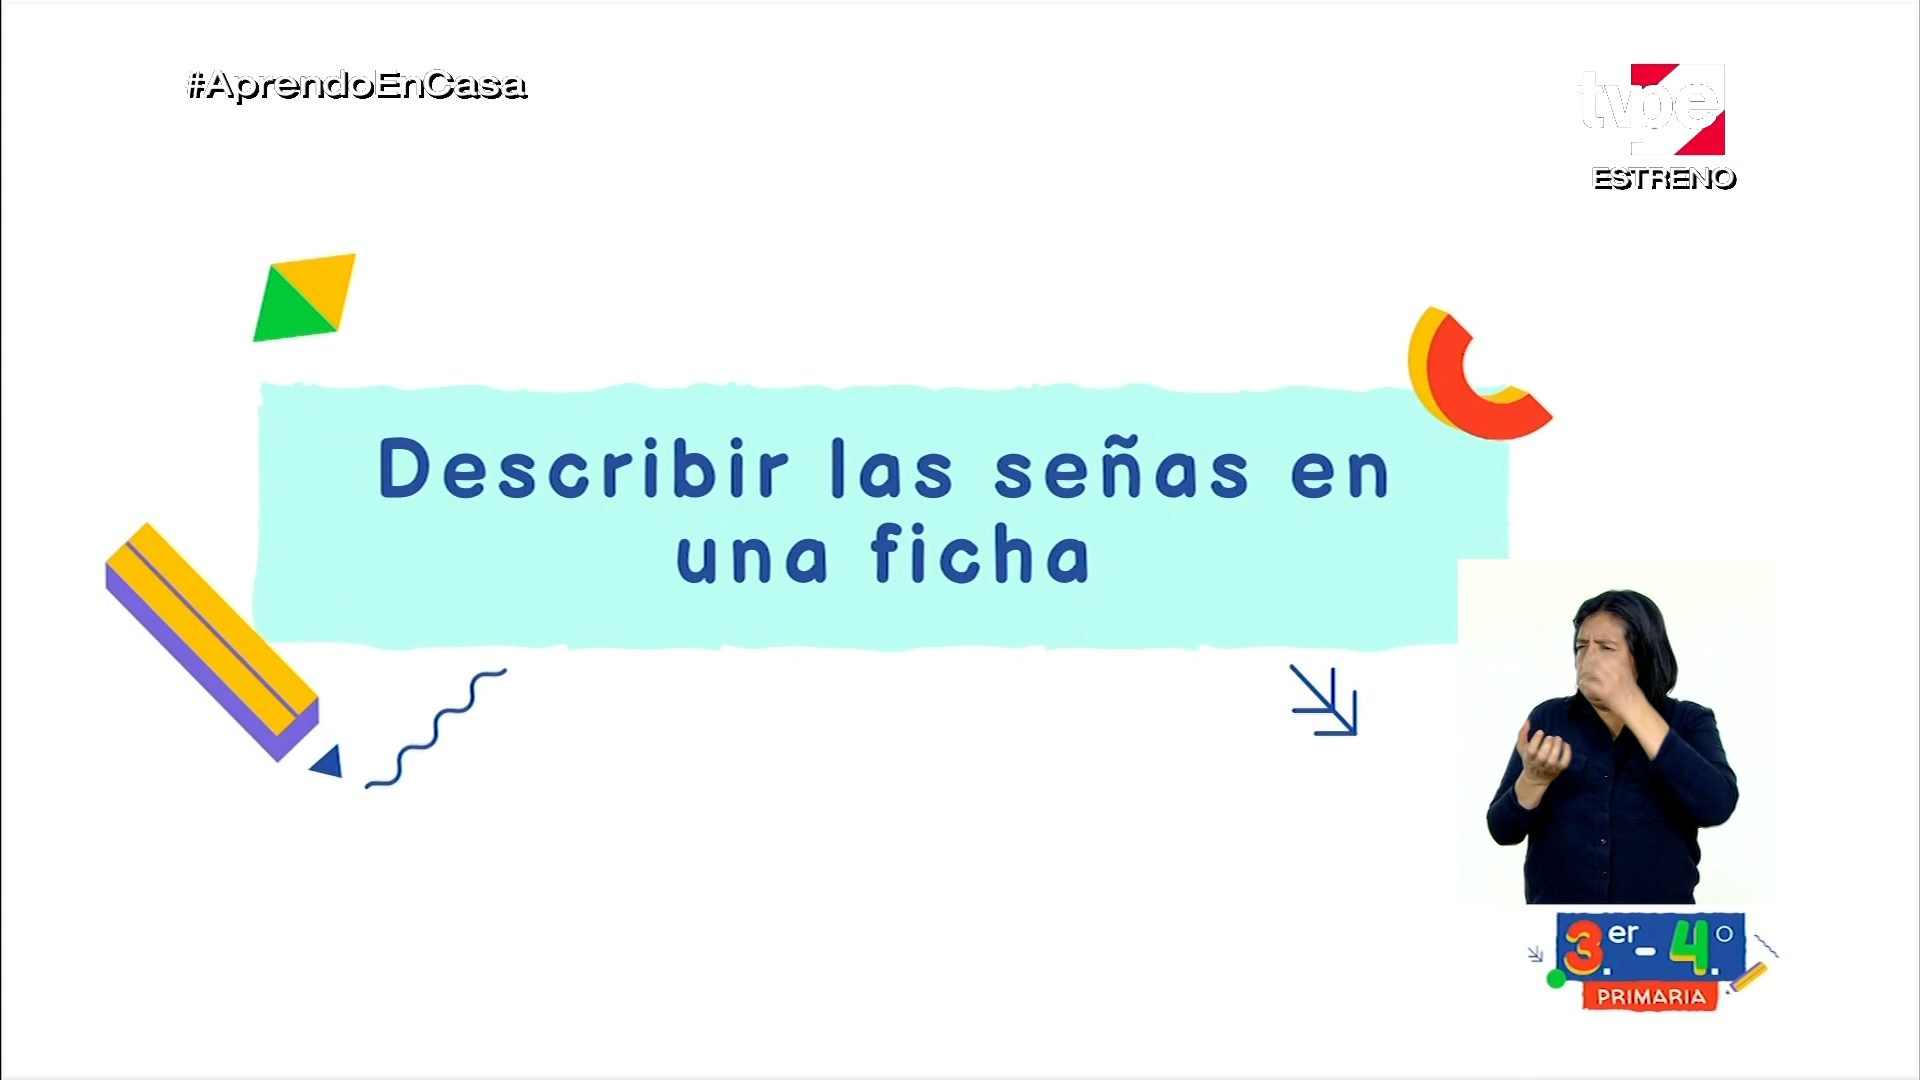 #AprendoEnCasa
tvpe
ESTRENO
Describir las señas en
una ficha
3.er - 4.°
PRIMARIA